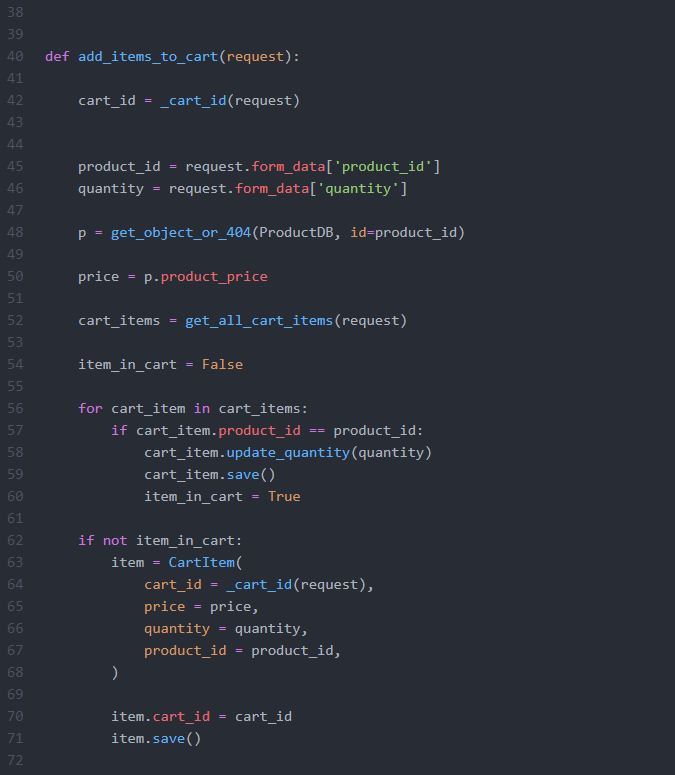 38
39
40 def add_items_to_cart(request):
41
42     cart_id = _cart_id(request)
43
44
45     product_id = request.form_data['product_id']
46     quantity = request.form_data['quantity']
47
48     p = get_object_or_404(ProductDB, id=product_id)
49
50     price = p.product_price
51
52     cart_items = get_all_cart_items(request)
53
54     item_in_cart = False
55
56     for cart_item in cart_items:
57         if cart_item.product_id == product_id:
58             cart_item.update_quantity(quantity)
59             cart_item.save()
60             item_in_cart = True
61
62     if not item_in_cart:
63         item = CartItem(
64             cart_id = _cart_id(request),
65             price = price,
66             quantity = quantity,
67             product_id = product_id,
68         )
69
70         item.cart_id = cart_id
71         item.save()
72